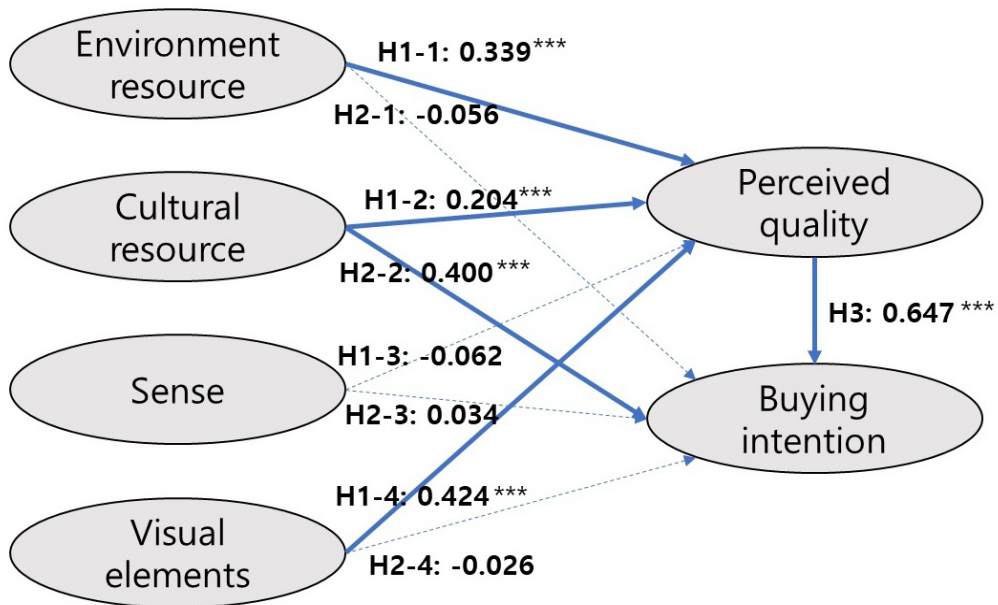 Environment
resource
H1-1: 0.339***
H2-1: -0.056
Cultural
resource
H1-2: 0.204***
Perceived
quality
H2-2: 0.400***
H3: 0.647 ***
Sense
H1-3: -0.062
H2-3: 0.034
Buying
intention
Visual
elements
H1-4: 0.424***
H2-4: -0.026